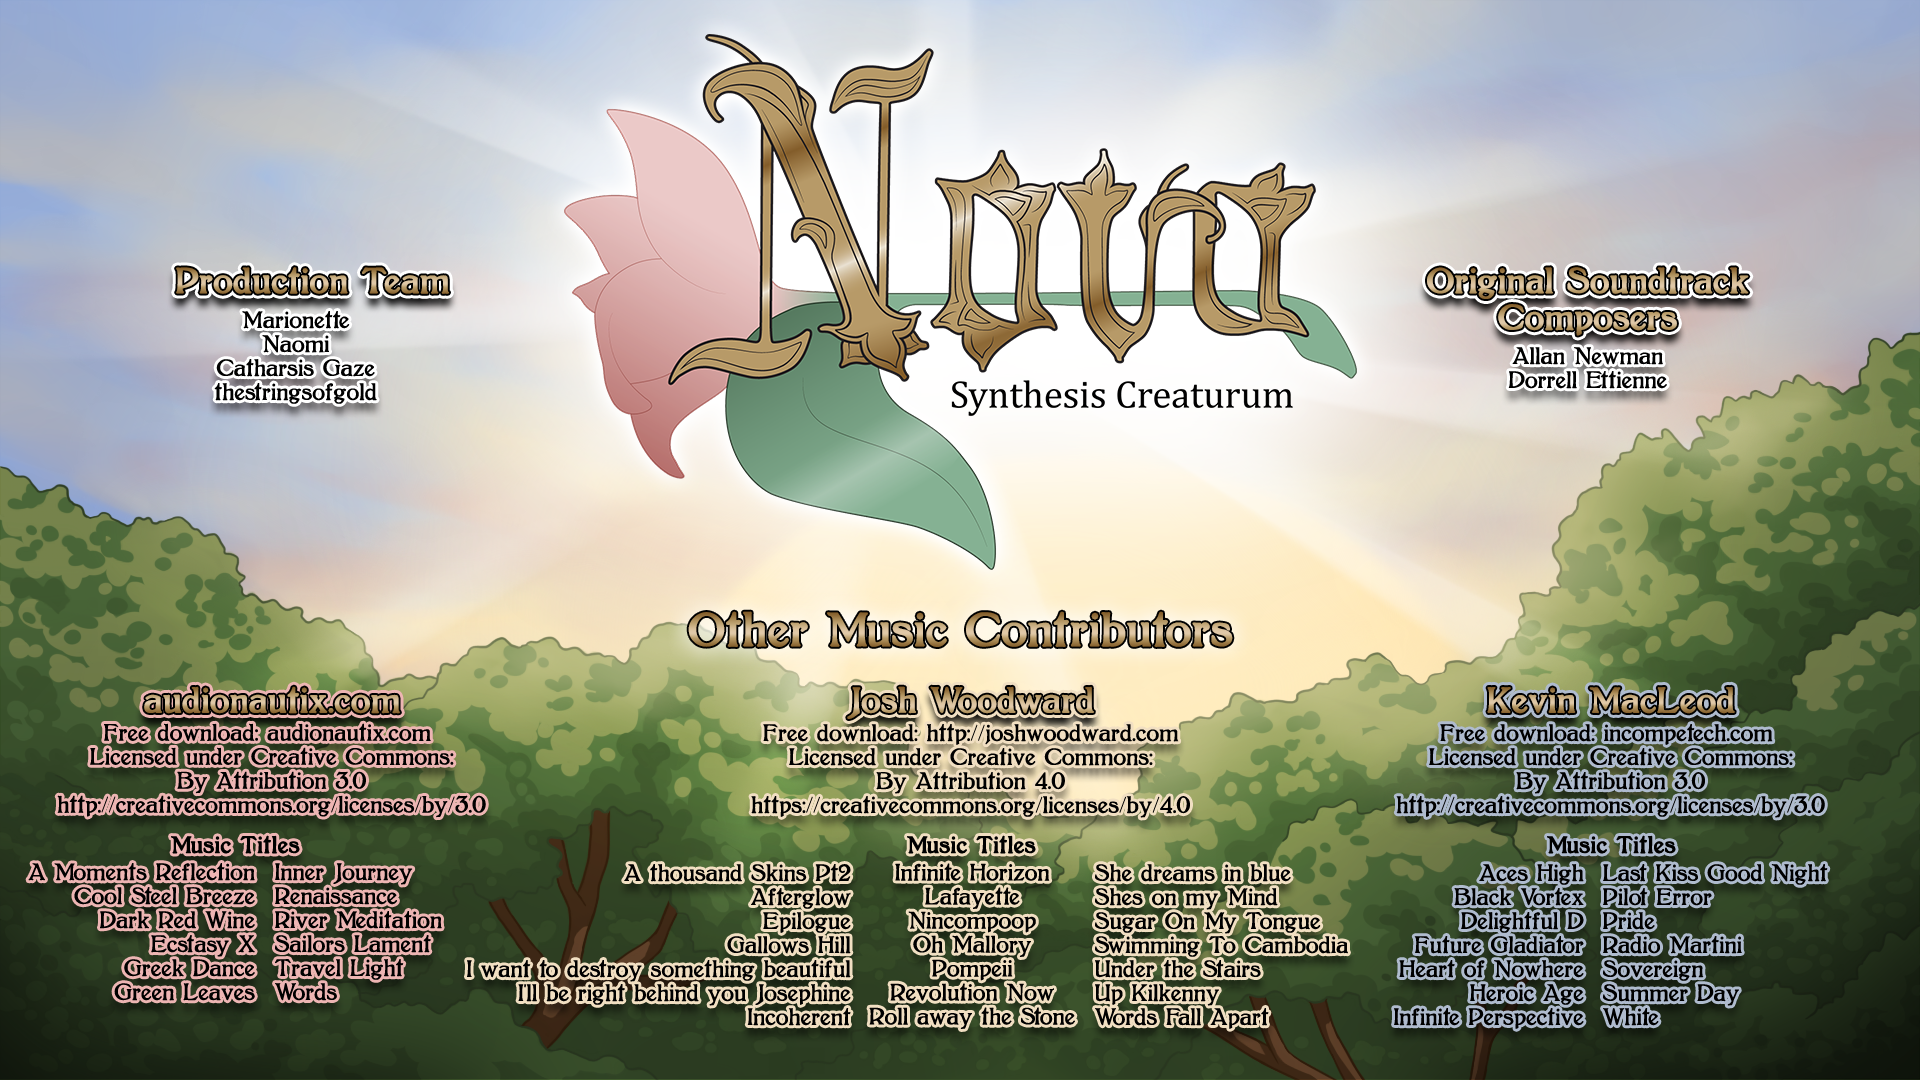 Nova
Synthesis Creaturum
Production Team
Marionette
Naomi
Catharsis Gaze
thestringsofgold
Original Soundtrack
Composers
Allan Newman
Dorrell Ettienne
Other Music Contributors
audionautix.com
Free download: audionautix.com
Licensed under Creative Commons:
By Attribution 3.0
http://creativecommons.org/licenses/by/3.0
Music Titles
A Moments Reflection
Cool Steel Breeze
Dark Red Wine
Ecstasy X
Greek Dance
Green Leaves
Inner Journey
Renaissance
River Meditation
Sailors Lament
Travel Light
Words
Josh Woodward
Free download: http://joshwoodward.com
Licensed under Creative Commons:
By Attribution 4.0
https://creativecommons.org/licenses/by/4.0
Music Titles
A thousand Skins Pt2
Afterglow
Epilogue
Gallows Hill
I want to destroy something beautiful
I'll be right behind you Josephine
Incoherent
Infinite Horizon
Lafayette
Nincompoop
Oh Mallory
Pompeii
Revolution Now
Roll away the Stone
She dreams in blue
Shes on my Mind
Sugar On My Tongue
Swimming To Cambodia
Under the Stairs
Up Kilkenny
Words Fall Apart
Kevin MacLeod
Free download: incompetech.com
Licensed under Creative Commons:
By Attribution 3.0
http://creativecommons.org/licenses/by/3.0
Music Titles
Aces High
Black Vortex
Delightful D
Future Gladiator
Heart of Nowhere
Heroic Age
Infinite Perspective
Last Kiss Good Night
Pilot Error
Pride
Radio Martini
Sovereign
Summer Day
White